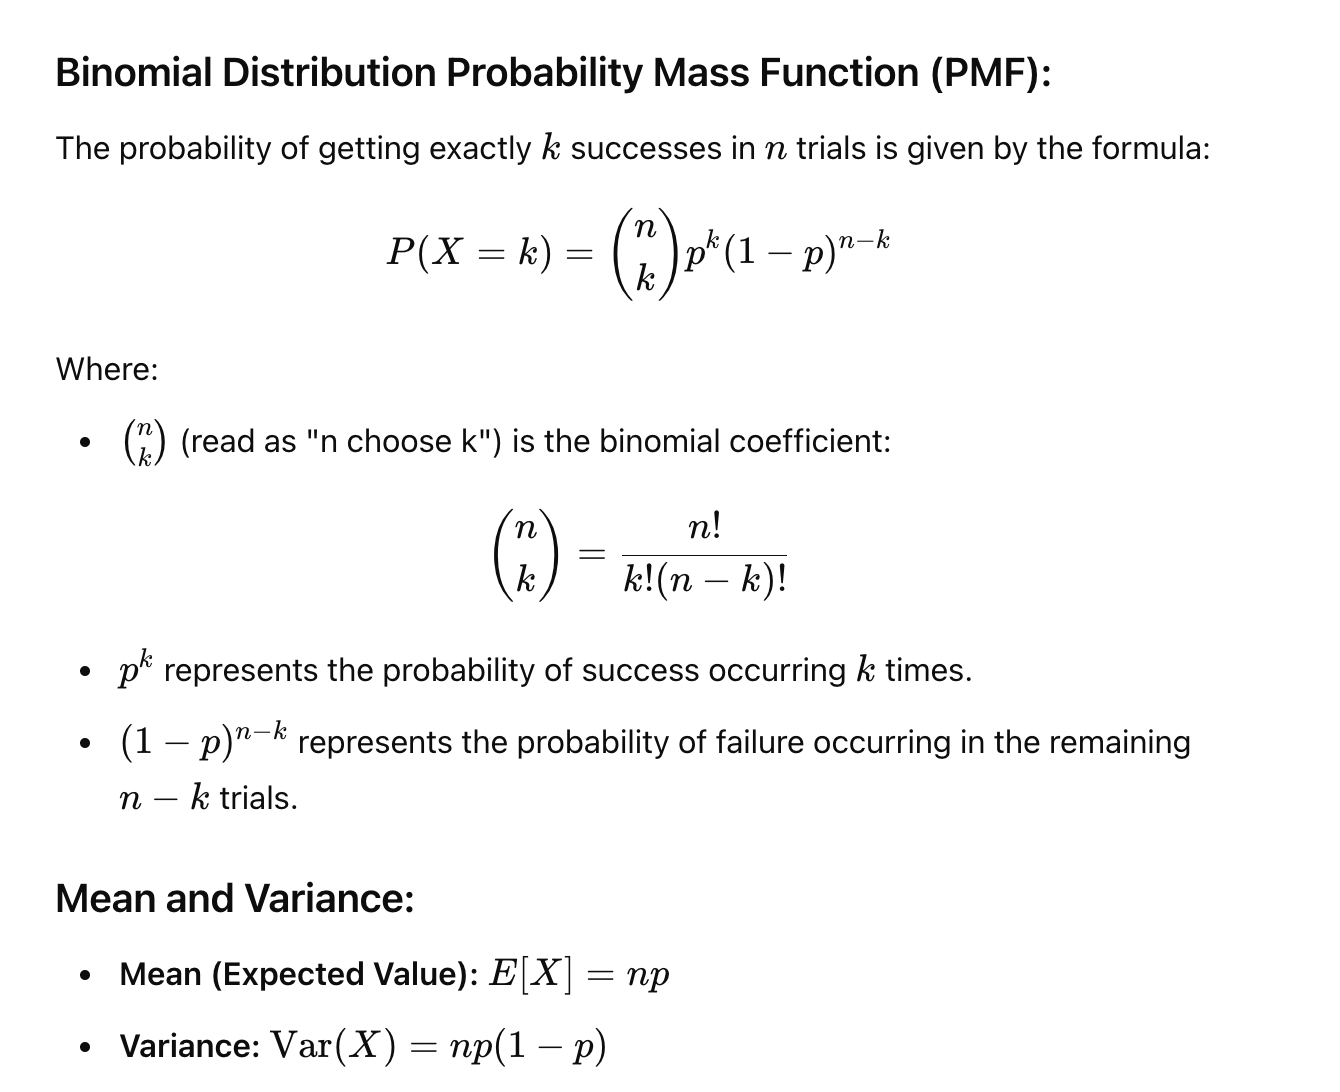 Binomial Distribution Probability Mass Function (PMF):
The probability of getting exactly k successes in n trials is given by the formula:
P(X = k) = \binom{n}{k} p^k (1 − p)^{n−k}
Where:
• \binom{n}{k} (read as "n choose k") is the binomial coefficient:
\binom{n}{k} = \frac{n!}{k!(n − k)!}
• p^k represents the probability of success occurring k times.
• (1 − p)^{n−k} represents the probability of failure occurring in the remaining
n − k trials.
Mean and Variance:
• Mean (Expected Value): E[X] = np
• Variance: Var(X) = np(1 − p)